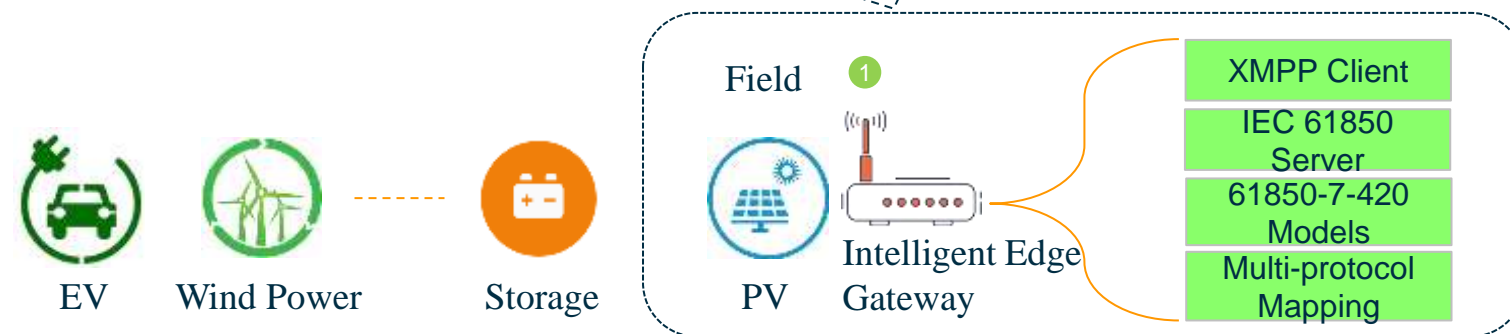 Field
1
XMPP Client
IEC 61850
Server
61850-7-420
Models
Multi-protocol
Mapping
Intelligent Edge
Gateway
EV
Wind Power
Storage
PV